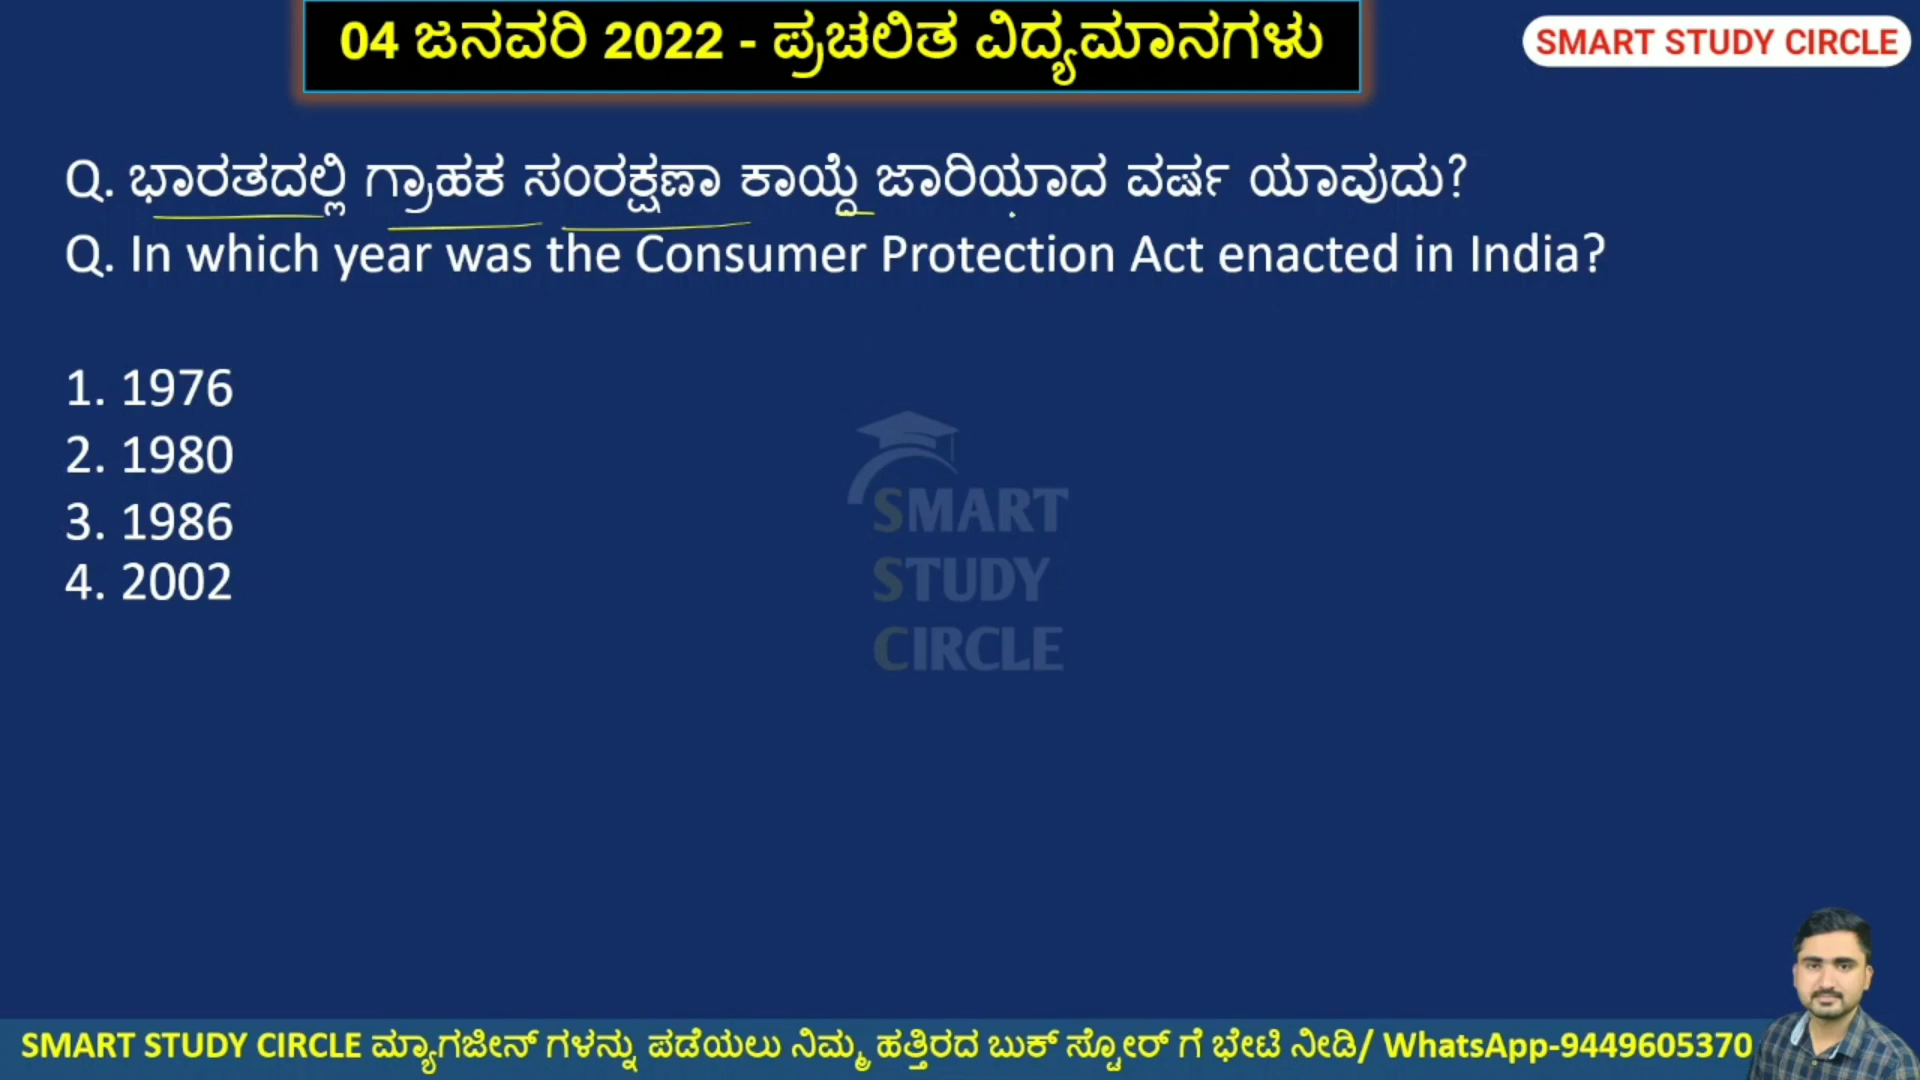 04 ಜನವರಿ 2022 - ಪ್ರಚಲಿತ ವಿದ್ಯಮಾನಗಳು
SMART STUDY CIRCLE
Q. ಭಾರತದಲ್ಲಿ ಗ್ರಾಹಕ ಸಂರಕ್ಷಣಾ ಕಾಯ್ದೆ ಜಾರಿಯಾದ ವರ್ಷ ಯಾವುದು?
Q. In which year was the Consumer Protection Act enacted in India?
1. 1976
2. 1980
3. 1986
4. 2002
SMART
STUDY
CIRCLE
SMART STUDY CIRCLE ಮ್ಯಾಗಜೀನ್ ಗಳನ್ನು ಪಡೆಯಲು ನಿಮ್ಮ ಹತ್ತಿರದ ಬುಕ್ ಸ್ಟೋರ್ ಗೆ ಭೇಟಿ ನೀಡಿ/ WhatsApp-9449605370